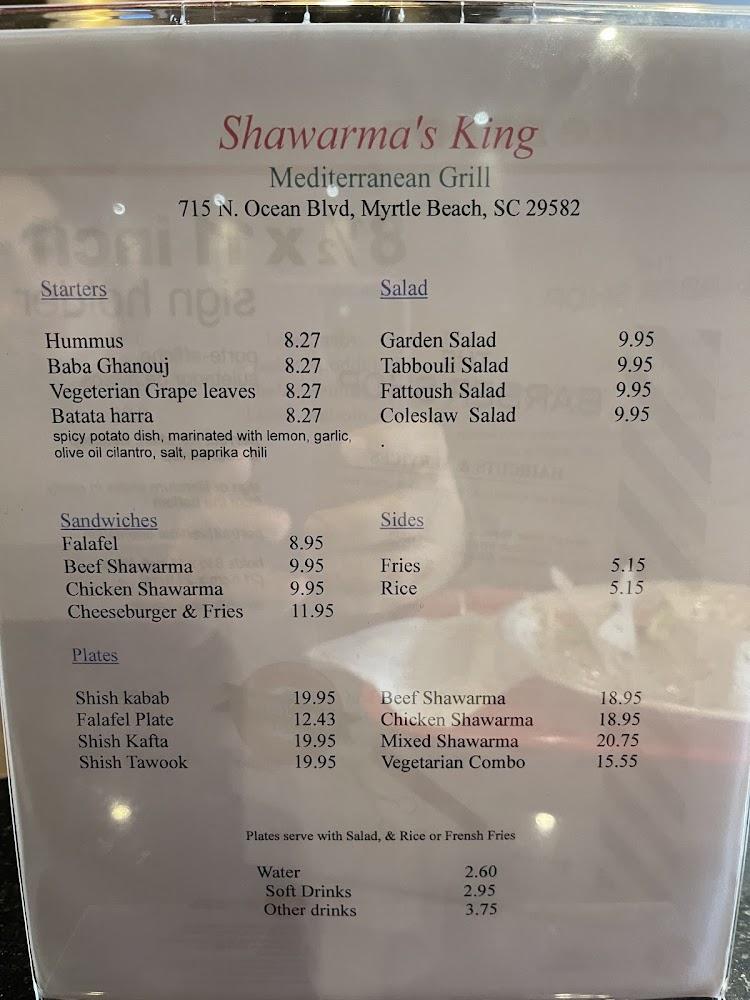 Shawarma's King
Mediterranean Grill
715 N. Ocean Blvd, Myrtle Beach, SC 29582
Starters
Hummus 8.27
Baba Ghanouj 8.27
Vegeterian Grape leaves 8.27
Batata harra 8.27
spicy potato dish, marinated with lemon, garlic,
olive oil cilantro, salt, paprika chili
Salad
Garden Salad 9.95
Tabbouli Salad 9.95
Fattoush Salad 9.95
Coleslaw Salad 9.95
.
Sandwiches
Falafel 8.95
Beef Shawarma 9.95
Chicken Shawarma 9.95
Cheeseburger & Fries 11.95
Sides
Fries 5.15
Rice 5.15
Plates
Shish kabab 19.95
Falafel Plate 12.43
Shish Kafta 19.95
Shish Tawook 19.95
Beef Shawarma 18.95
Chicken Shawarma 18.95
Mixed Shawarma 20.75
Vegetarian Combo 15.55
Plates serve with Salad, & Rice or Frensh Fries
Water 2.60
Soft Drinks 2.95
Other drinks 3.75
8½ x 11 inch
sign holder